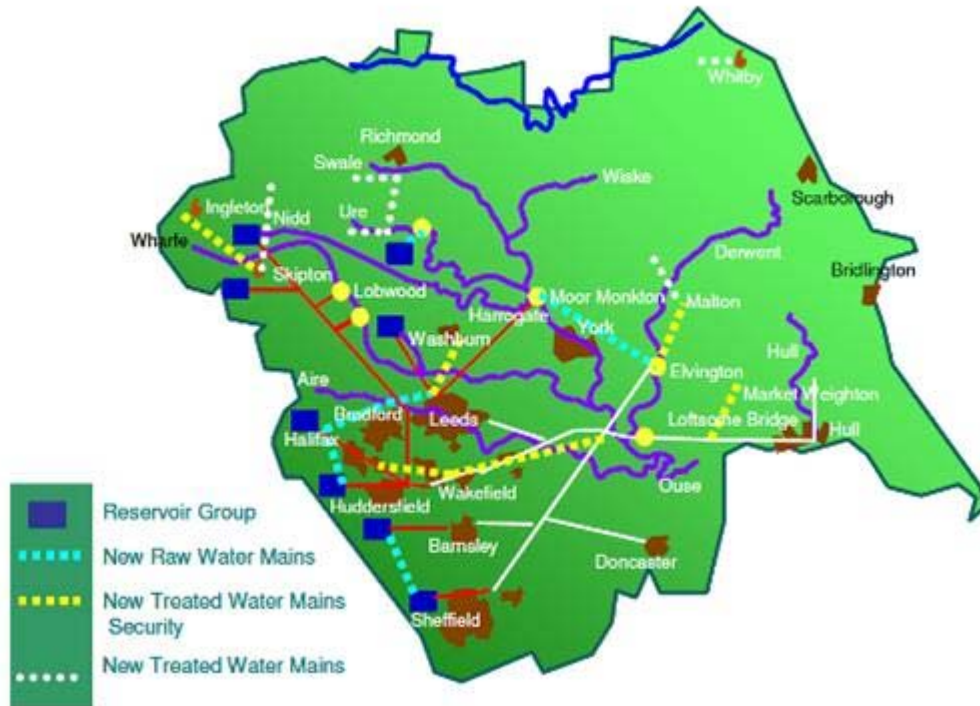 Whitby
Richmond
Swale
Wiske
Scarborough
Ingleton
Nidd
Ure
Wharfe
Derwent
Skipton
Bridlington
Lobwood
Moor Monkton
Malton
Harrogate
York
Washburn
Hull
Aire
Elvington
Market Weighton
Bradford
Leeds
Loftsome Bridge
Hull
Halifax
Wakefield
Ouse
Huddersfield
Barnsley
Doncaster
Sheffield
Reservoir Group
New Raw Water Mains
New Treated Water Mains
Security
New Treated Water Mains